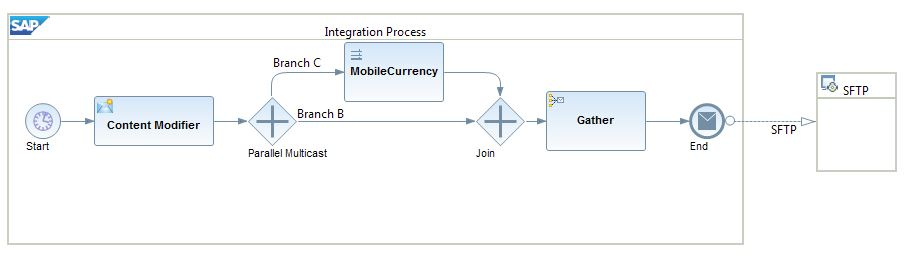 SAP
Integration Process
Branch C
MobileCurrency
Branch B
Start
Content Modifier
Parallel Multicast
Join
Gather
End
SFTP
SFTP